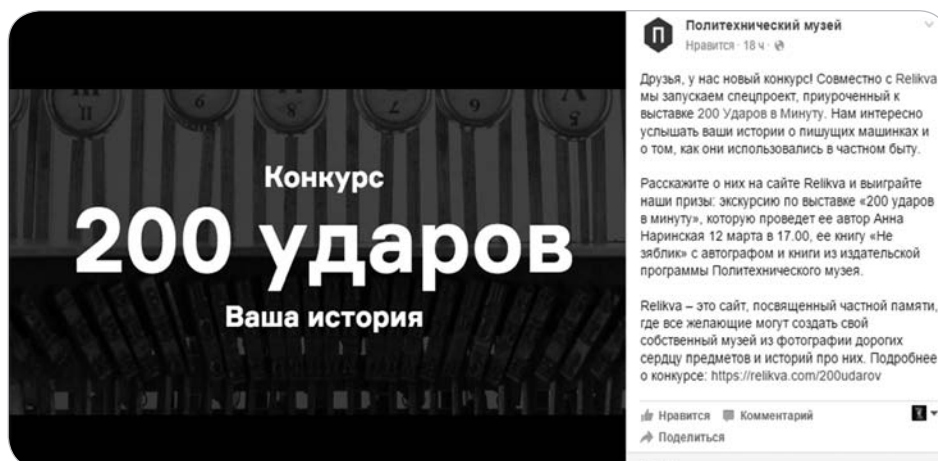 Конкурс
200 ударов
Ваша история
Политехнический музей
Нравится · 18 ч ·
Друзья, у нас новый конкурс! Совместно с Relikva
мы запускаем спецпроект, приуроченный к
выставке 200 Ударов в Минуту. Нам интересно
услышать ваши истории о пишущих машинках и
о том, как они использовались в частном быту.
Расскажите о них на сайте Relikva и выиграйте
наши призы: экскурсию по выставке «200 ударов
в минуту», которую проведет ее автор Анна
Наринская 12 марта в 17.00, ее книгу «Не
зяблик» с автографом и книги из издательской
программы Политехнического музея.
Relikva – это сайт, посвященный частной памяти,
где все желающие могут создать свой
собственный музей из фотографии дорогих
сердцу предметов и историй про них. Подробнее
о конкурсе: https://relikva.com/200udarov
Нравится Комментарий
Поделиться